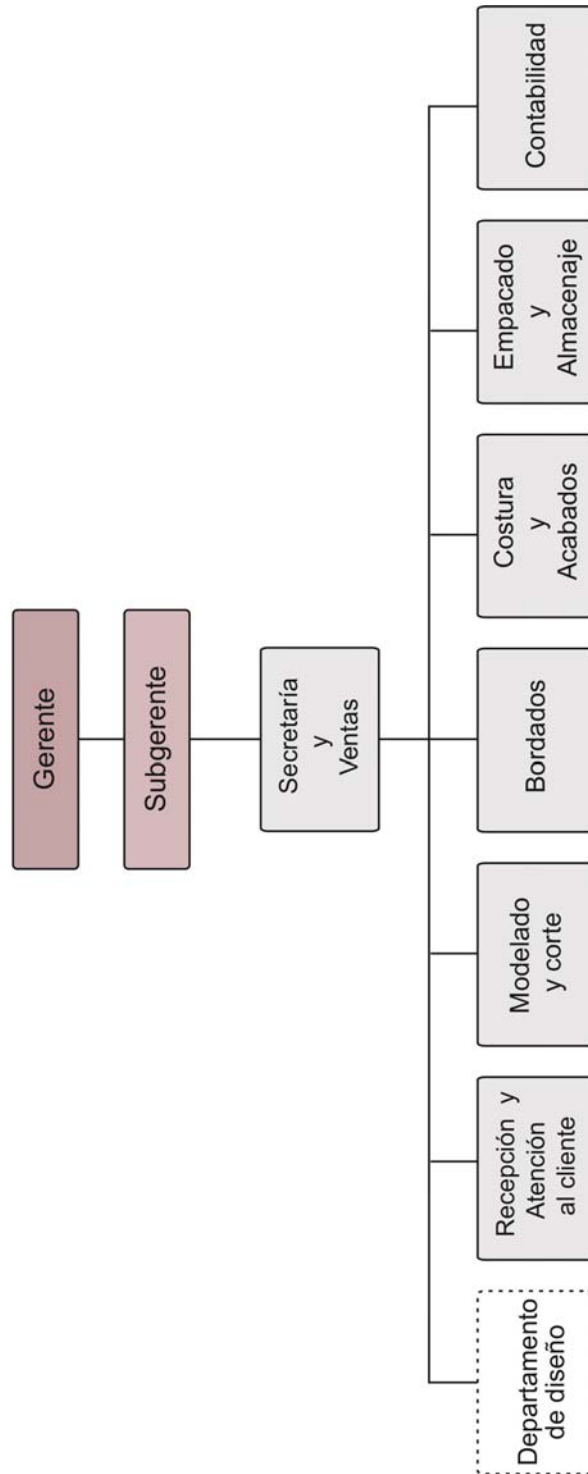 Gerente
Subgerente
Secretaría
y
Ventas
Departamento
de diseño
Recepción y
Atención
al cliente
Modelado
y corte
Bordados
Costura
y
Acabados
Empacado
y
Almacenaje
Contabilidad